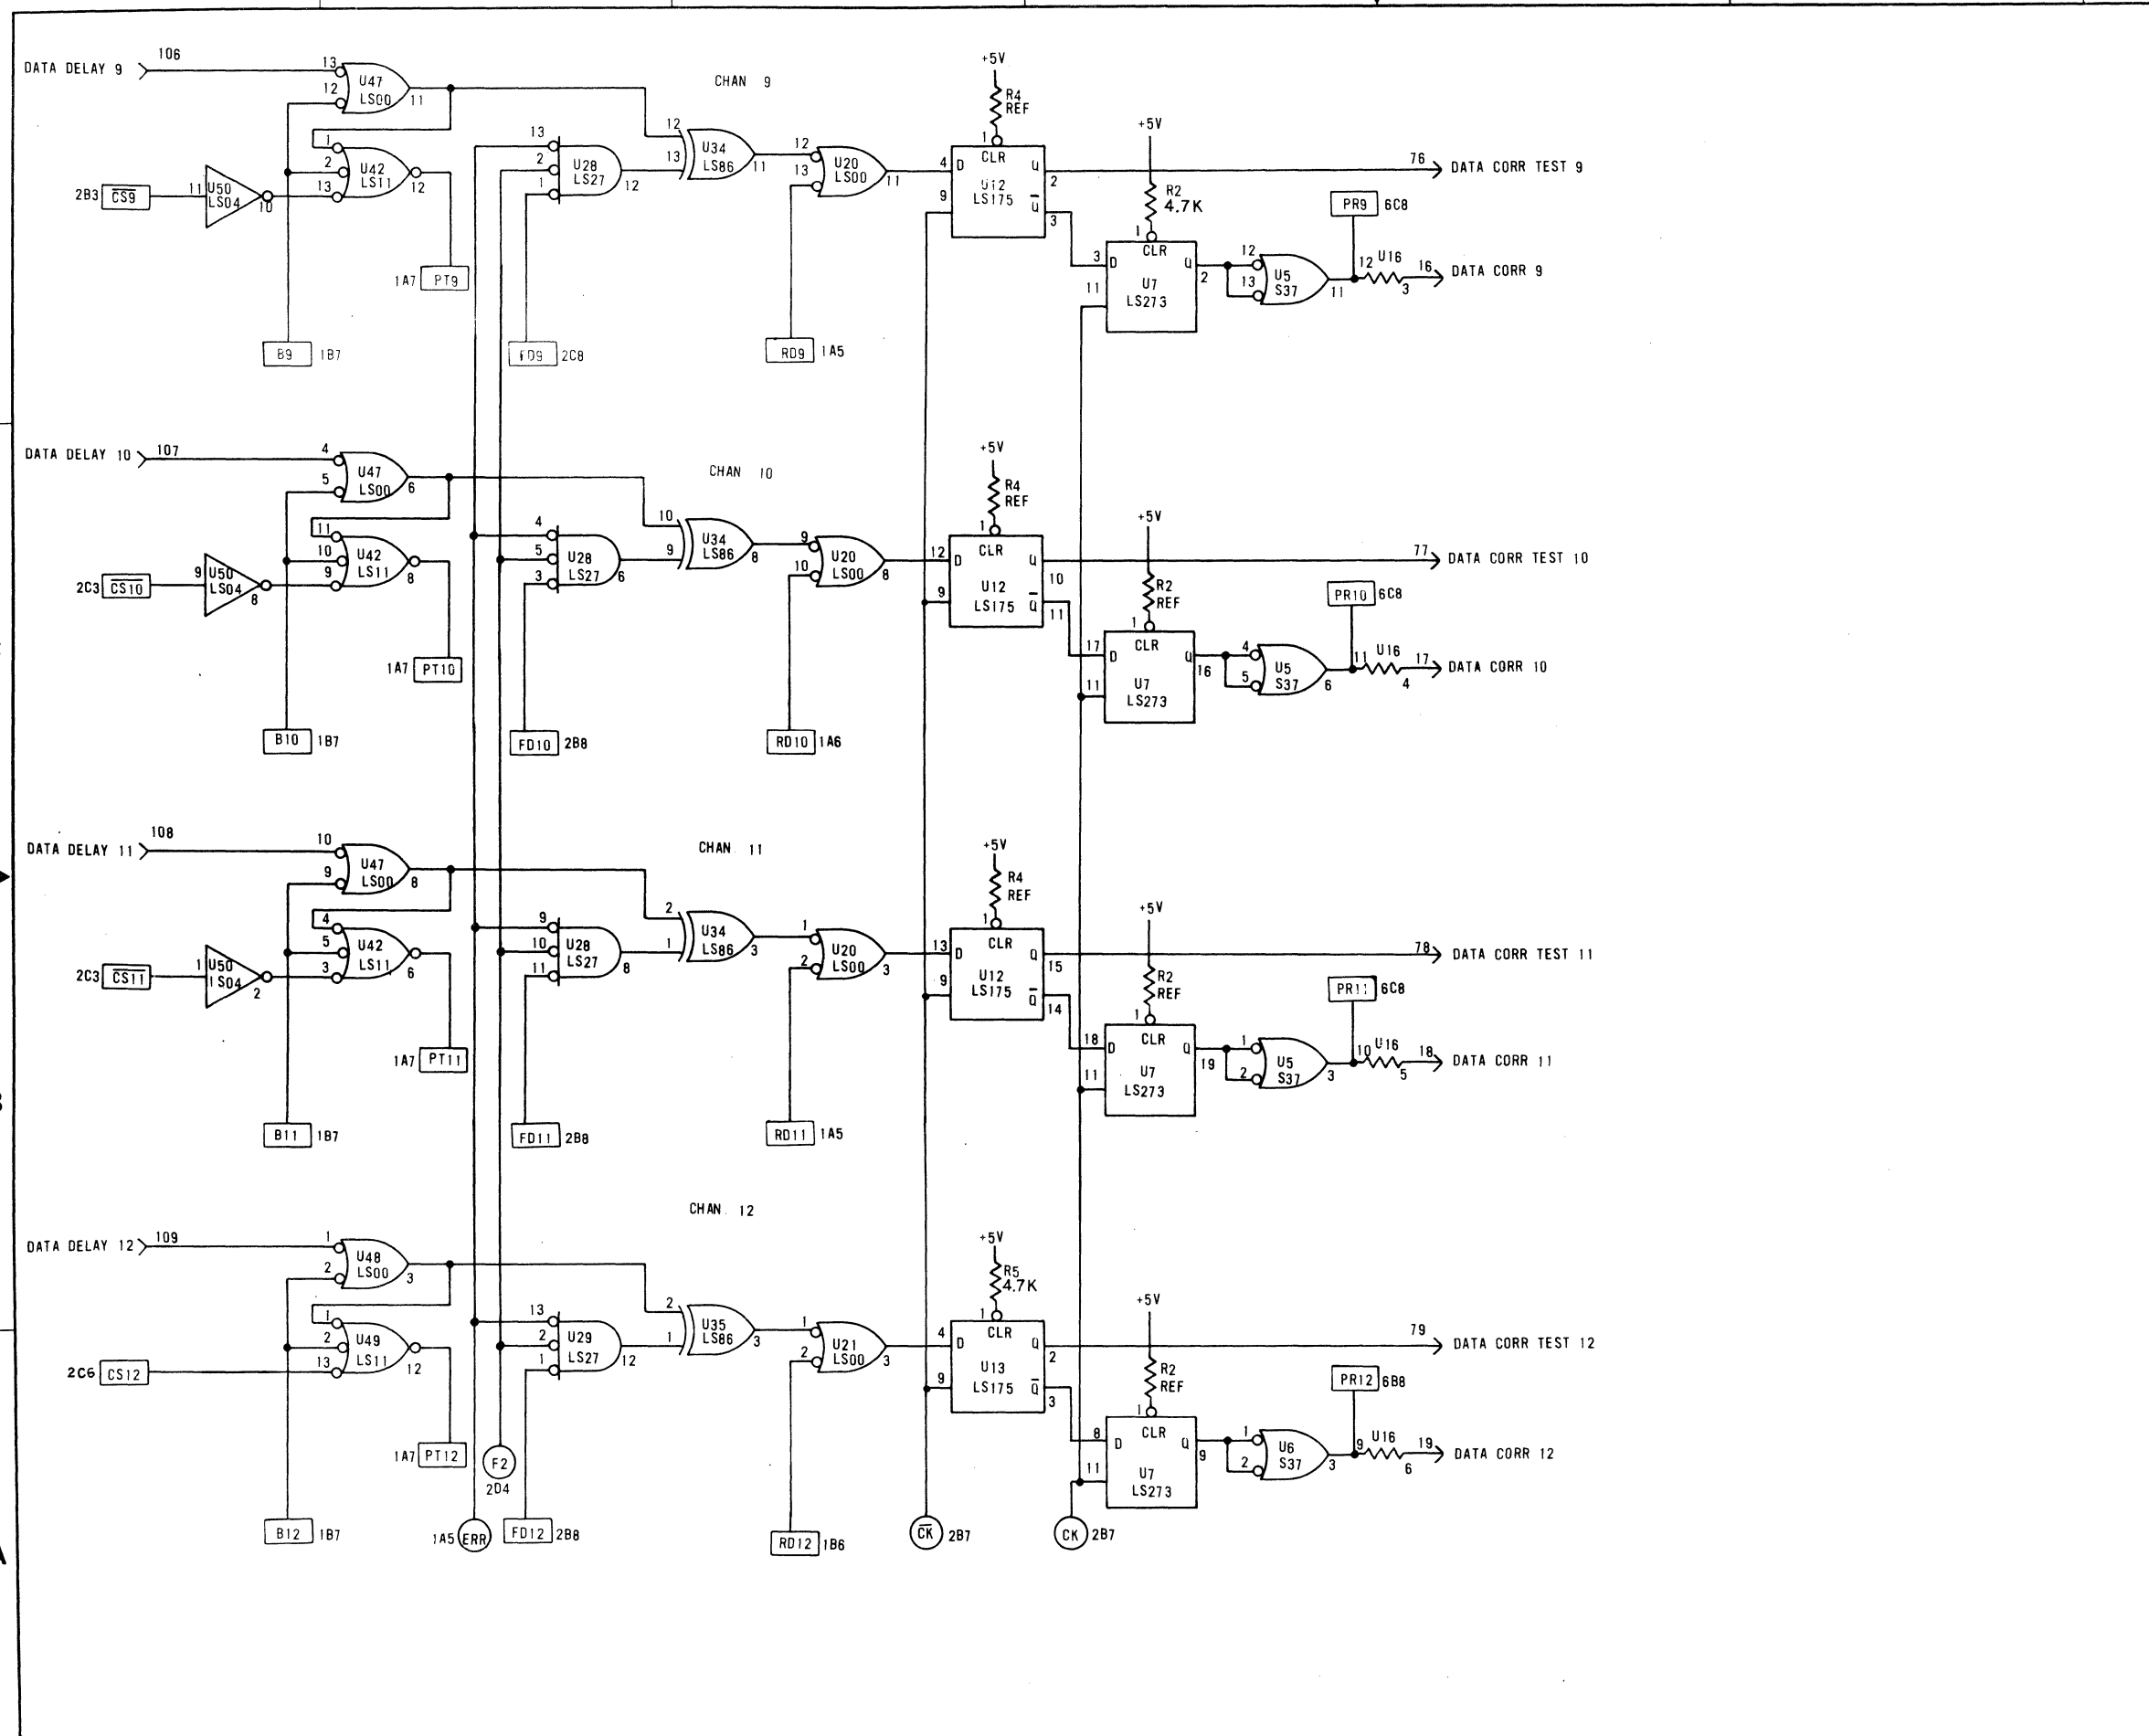 DATA DELAY 9 106 13 12 U47 LS00 11
CHAN 9
+5V
R4 REF
1 2 13 U42 LS11 12
2B3 CS9 11 U50 LS04 10
1A7 PT9
B9 1B7
13 2 1 U28 LS27 12
FD9 2C8
12 13 U34 LS86 11
12 13 U20 LS00 11
RD9 1A5
1 CLR 4 D Q 2 U12 LS175 9 Q 3
76 DATA CORR TEST 9
+5V
R2 4.7K
1 CLR 3 D Q 2 U7 LS273 11
12 13 U5 S37 11
PR9 6C8
12 U16 3 16 DATA CORR 9
DATA DELAY 10 107 4 5 U47 LS00 6
CHAN 10
+5V
R4 REF
11 10 9 U42 LS11 8
2C3 CS10 9 U50 LS04 8
1A7 PT10
B10 1B7
4 5 3 U28 LS27 6
FD10 2B8
10 9 U34 LS86 8
9 10 U20 LS00 8
RD10 1A6
1 CLR 12 D Q 10 U12 LS175 9 Q 11
77 DATA CORR TEST 10
+5V
R2 REF
1 CLR 17 D Q 16 U7 LS273 11
4 5 U5 S37 6
PR10 6C8
11 U16 4 17 DATA CORR 10
DATA DELAY 11 108 10 9 U47 LS00 8
CHAN. 11
+5V
R4 REF
4 5 3 U42 LS11 6
2C3 CS11 1 U50 LS04 2
1A7 PT11
B11 1B7
9 10 11 U28 LS27 8
FD11 2B8
2 1 U34 LS86 3
1 2 U20 LS00 3
RD11 1A5
1 CLR 13 D Q 15 U12 LS175 9 Q 14
78 DATA CORR TEST 11
+5V
R2 REF
1 CLR 18 D Q 19 U7 LS273 11
1 2 U5 S37 3
PR11 6C8
10 U16 5 18 DATA CORR 11
DATA DELAY 12 109 1 2 U48 LS00 3
CHAN. 12
+5V
R5 4.7K
1 2 13 U49 LS11 12
2C6 CS12
1A7 PT12
B12 1B7
13 2 1 U29 LS27 12
F2 2D4
1A5 ERR
FD12 2B8
2 1 U35 LS86 3
1 2 U21 LS00 3
RD12 1B6
1 CLR 4 D Q 2 U13 LS175 9 Q 3
79 DATA CORR TEST 12
+5V
R2 REF
1 CLR 8 D Q 9 U7 LS273 11
1 2 U6 S37 3
PR12 6B8
9 U16 6 19 DATA CORR 12
CK 2B7
CK 2B7
A